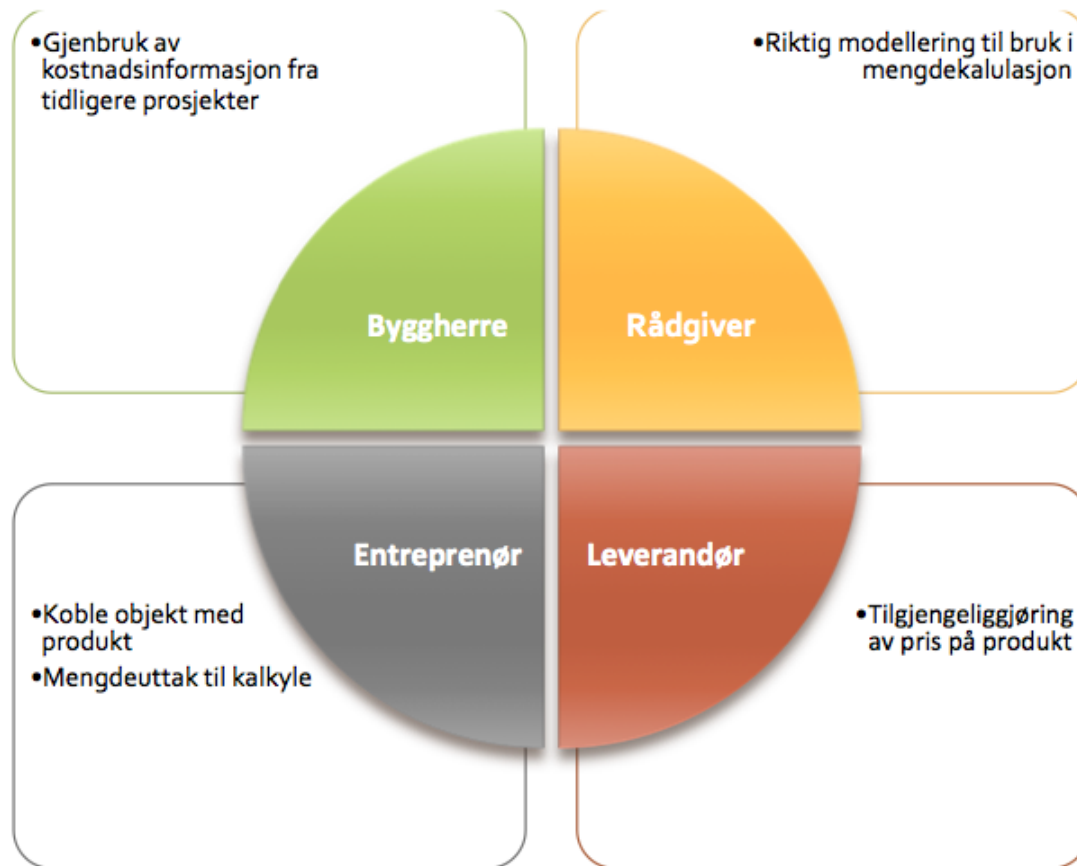 •Gjenbruk av
kostnadsinformasjon fra
tidligere prosjekter
•Riktig modellering til bruk i
mengdekalulasjon
Byggherre
Rådgiver
Entreprenør
Leverandør
•Koble objekt med
produkt
•Mengdeuttak til kalkyle
•Tilgjengeliggjøring
av pris på produkt